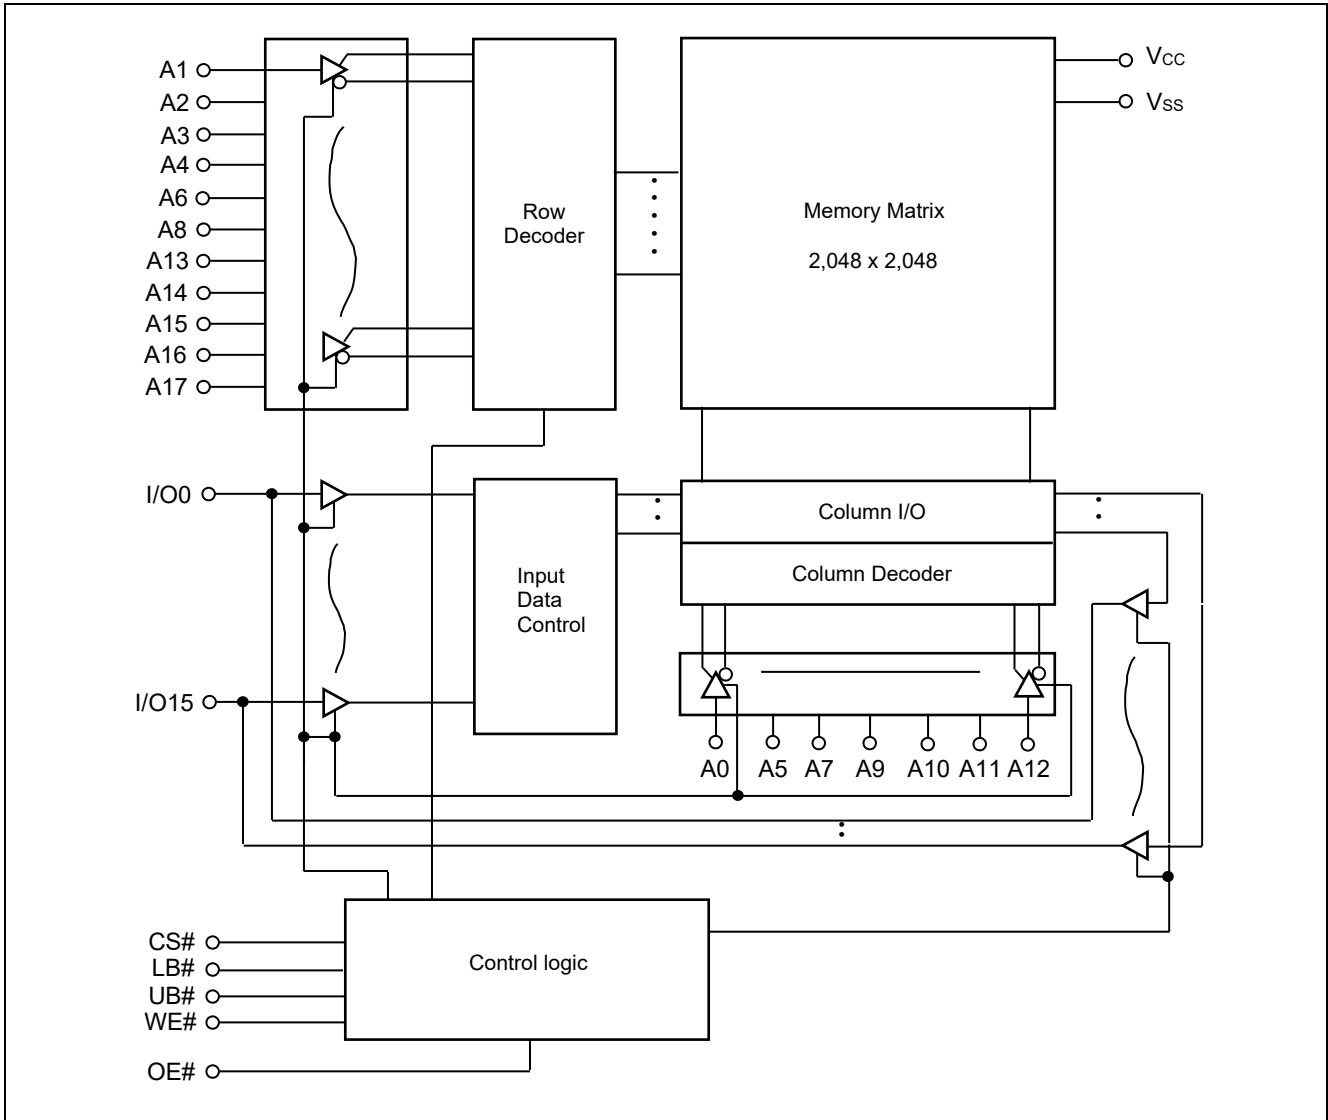 A1
A2
A3
A4
A6
A8
A13
A14
A15
A16
A17
Row
Decoder
Memory Matrix
2,048 x 2,048
VCC
VSS
I/O0
I/O15
Input
Data
Control
Column I/O
Column Decoder
A0 A5 A7 A9 A10 A11 A12
CS#
LB#
UB#
WE#
OE#
Control logic